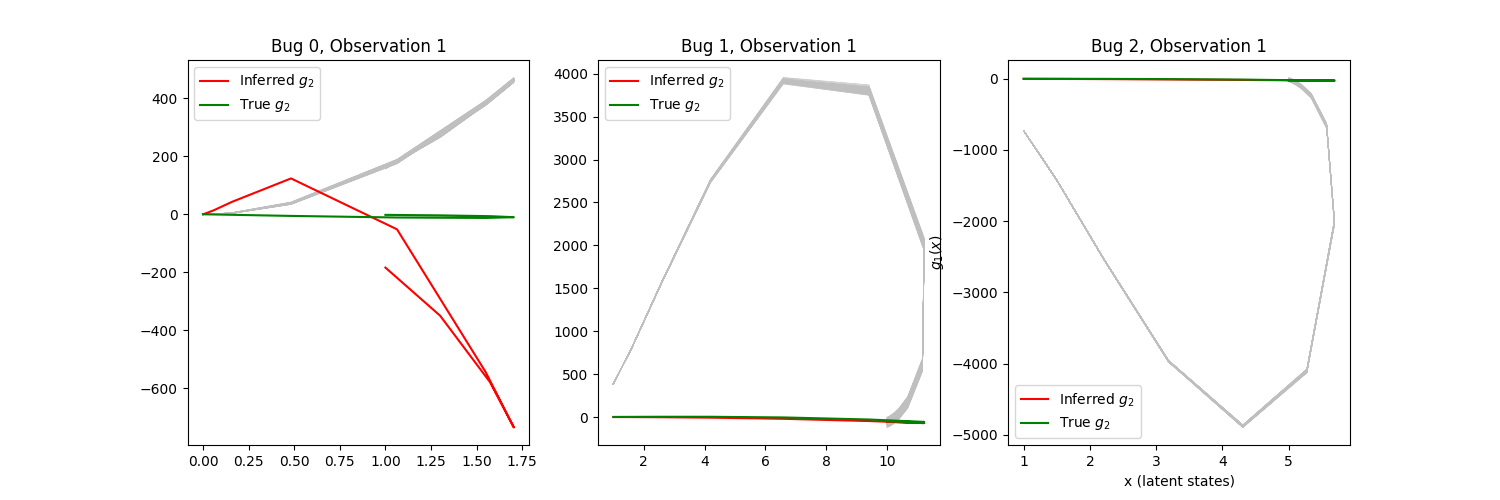 Bug 0, Observation 1
Inferred g₂
True g₂
400
200
0
−200
−400
−600
0.00 0.25 0.50 0.75 1.00 1.25 1.50 1.75
Bug 1, Observation 1
Inferred g₂
True g₂
4000
3500
3000
2500
2000
1500
1000
500
0
2 4 6 8 10
Bug 2, Observation 1
g₁(x)
0
−1000
−2000
−3000
−4000
−5000
Inferred g₂
True g₂
1 2 3 4 5
x (latent states)